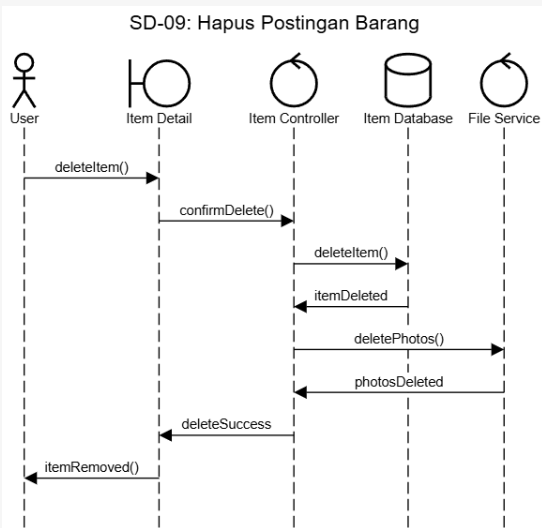 SD-09: Hapus Postingan Barang
User
Item Detail
Item Controller
Item Database
File Service
deleteItem()
confirmDelete()
deleteItem()
itemDeleted
deletePhotos()
photosDeleted
deleteSuccess
itemRemoved()